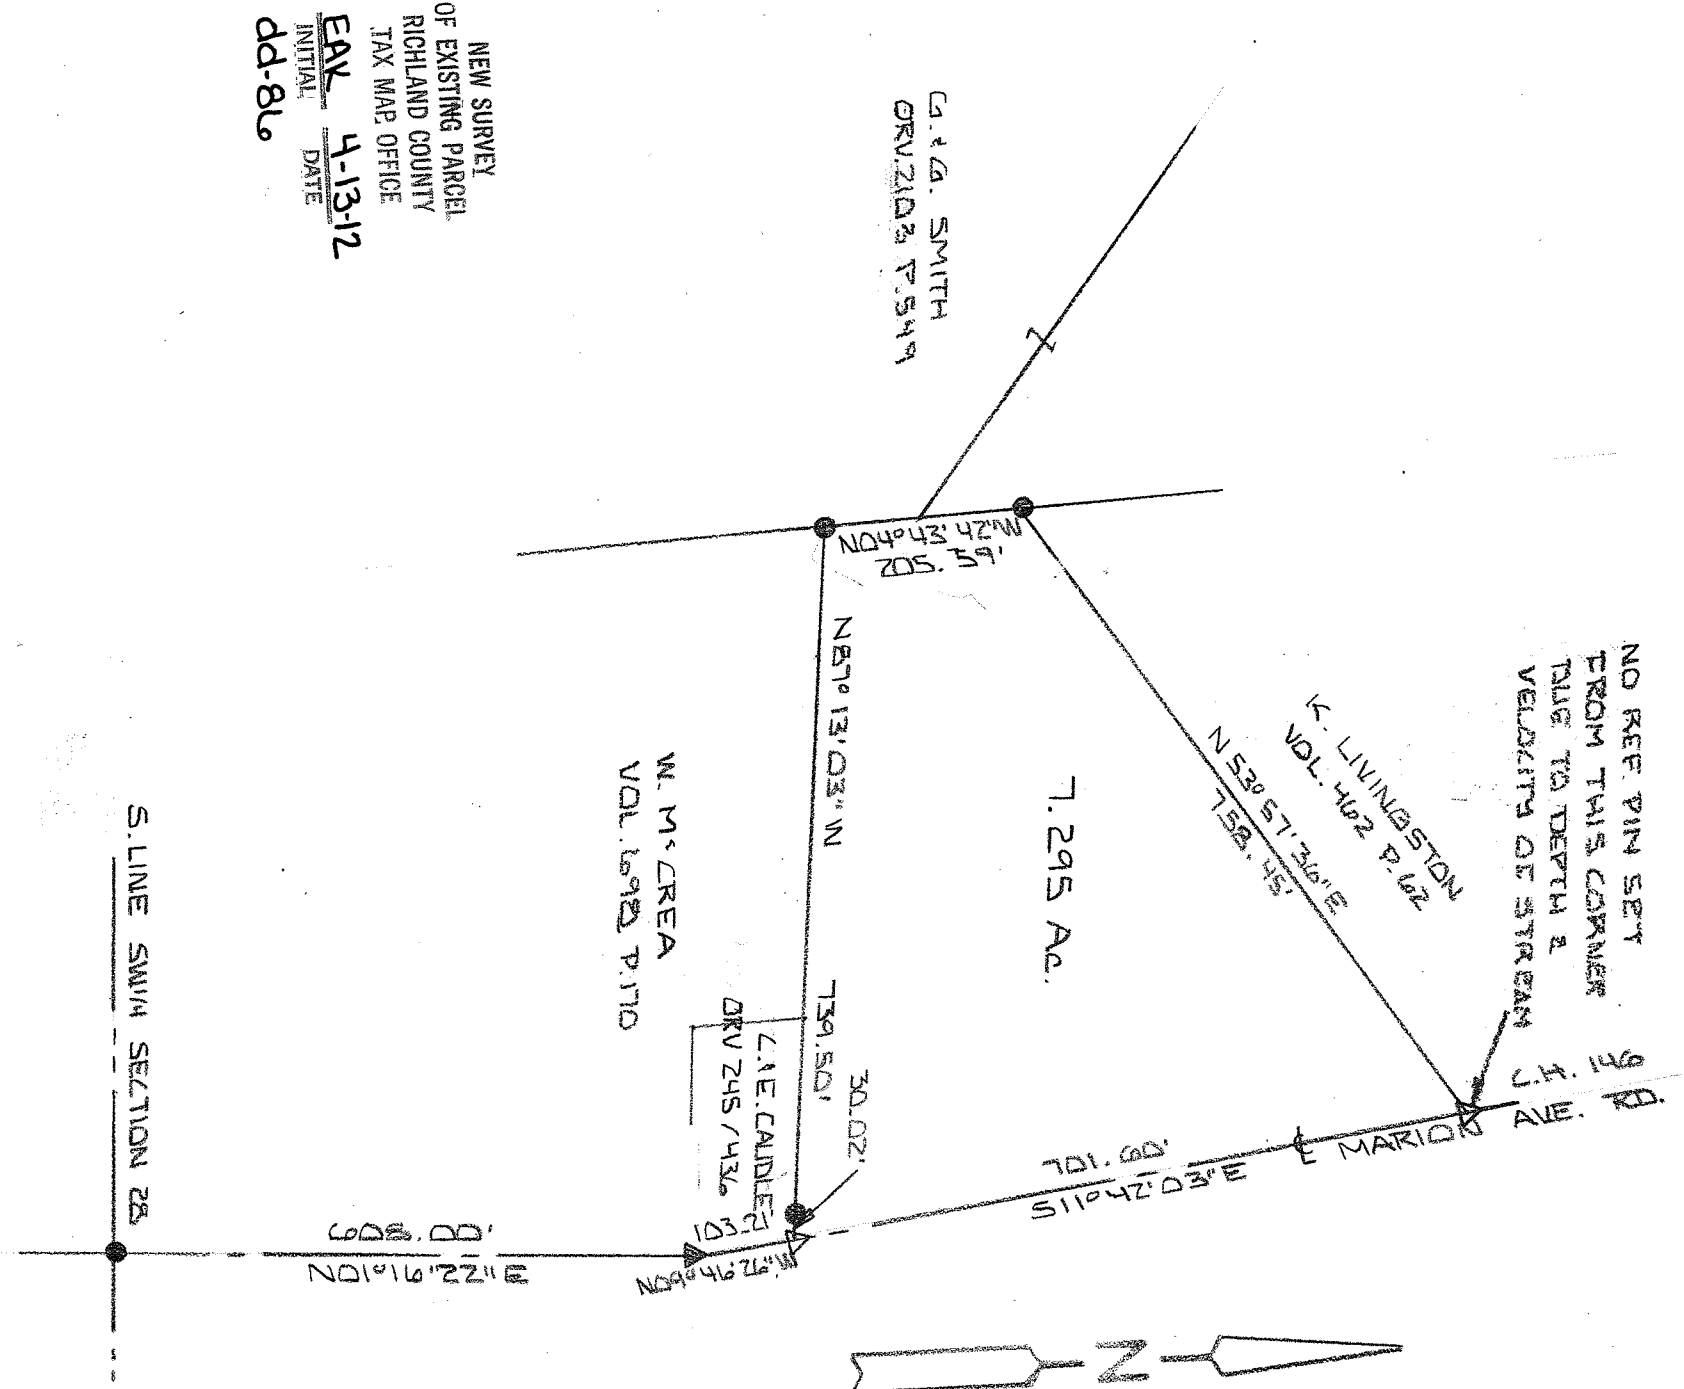 NEW SURVEY
OF EXISTING PARCEL
RICHLAND COUNTY
TAX MAP OFFICE
EAK 4-13-12
INITIAL DATE
dd-86
G. & G. SMITH
ORV. 2103 P. 549
N04°43'42"W
205.59'
N87°13'03"W
739.50'
30.02'
7.295 Ac.
K. LIVINGSTON
VOL. 462 P. 62
N53°57'36"E
758.45'
NO REF. PIN SET
FROM THIS CORNER
DUE TO DEPTH &
VELOCITY OF STREAM
C.H. 146
MARION AVE. RD.
701.60'
S11°42'03"E
W. McCREA
VOL. 698 P. 170
C. & E. CAUDLE
ORV 245 / 436
103.21'
N09°46'26"W
608.00'
N01°16'22"E
S. LINE SW1/4 SECTION 28
N